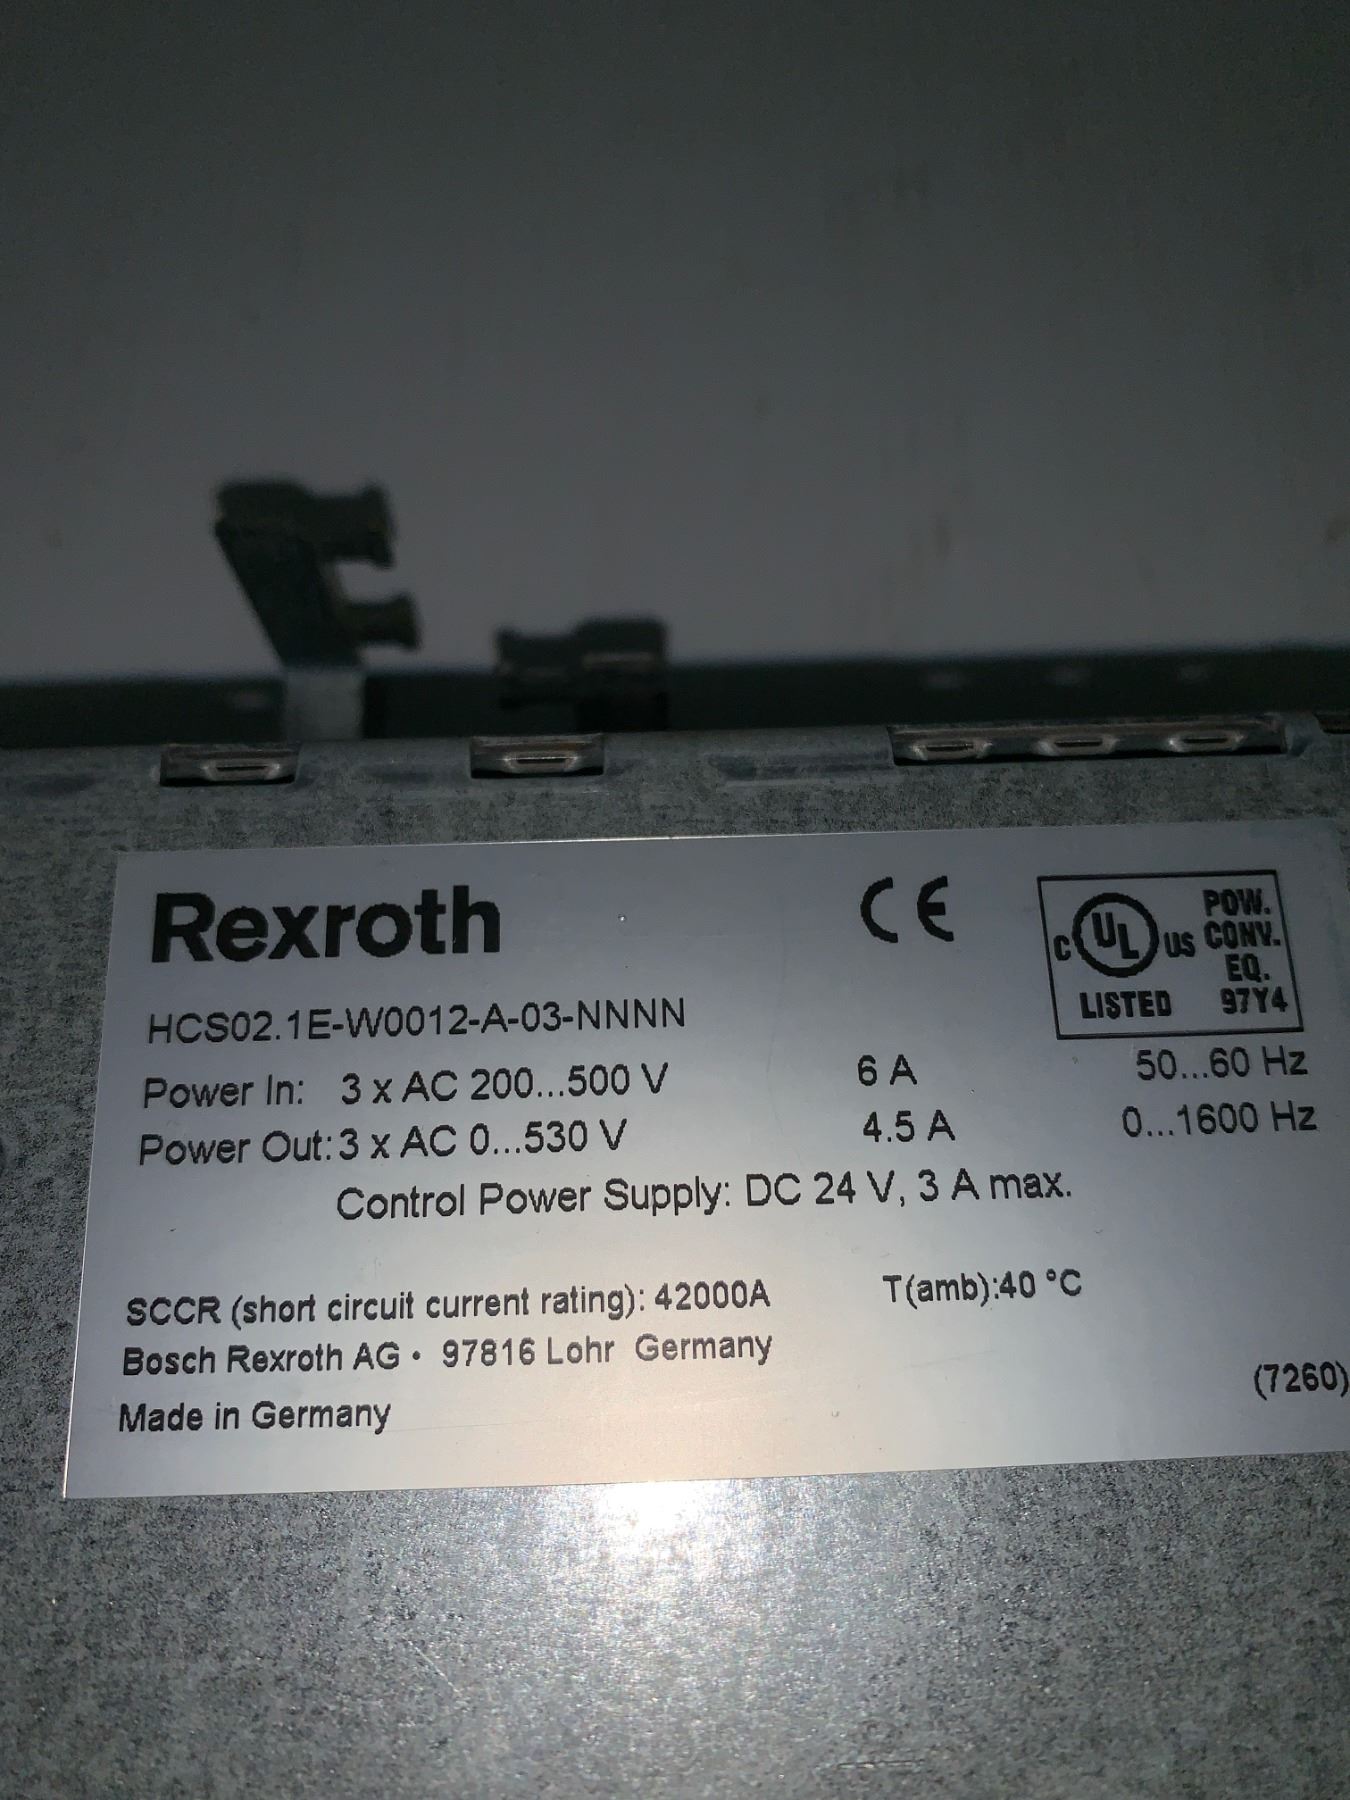 Rexroth
CE
C UL US
LISTED
POW.
CONV.
EQ.
97Y4
HCS02.1E-W0012-A-03-NNNN
Power In: 3 x AC 200...500 V 6 A 50...60 Hz
Power Out: 3 x AC 0...530 V 4.5 A 0...1600 Hz
Control Power Supply: DC 24 V, 3 A max.
SCCR (short circuit current rating): 42000A T(amb):40 °C
Bosch Rexroth AG • 97816 Lohr Germany
(7260)
Made in Germany